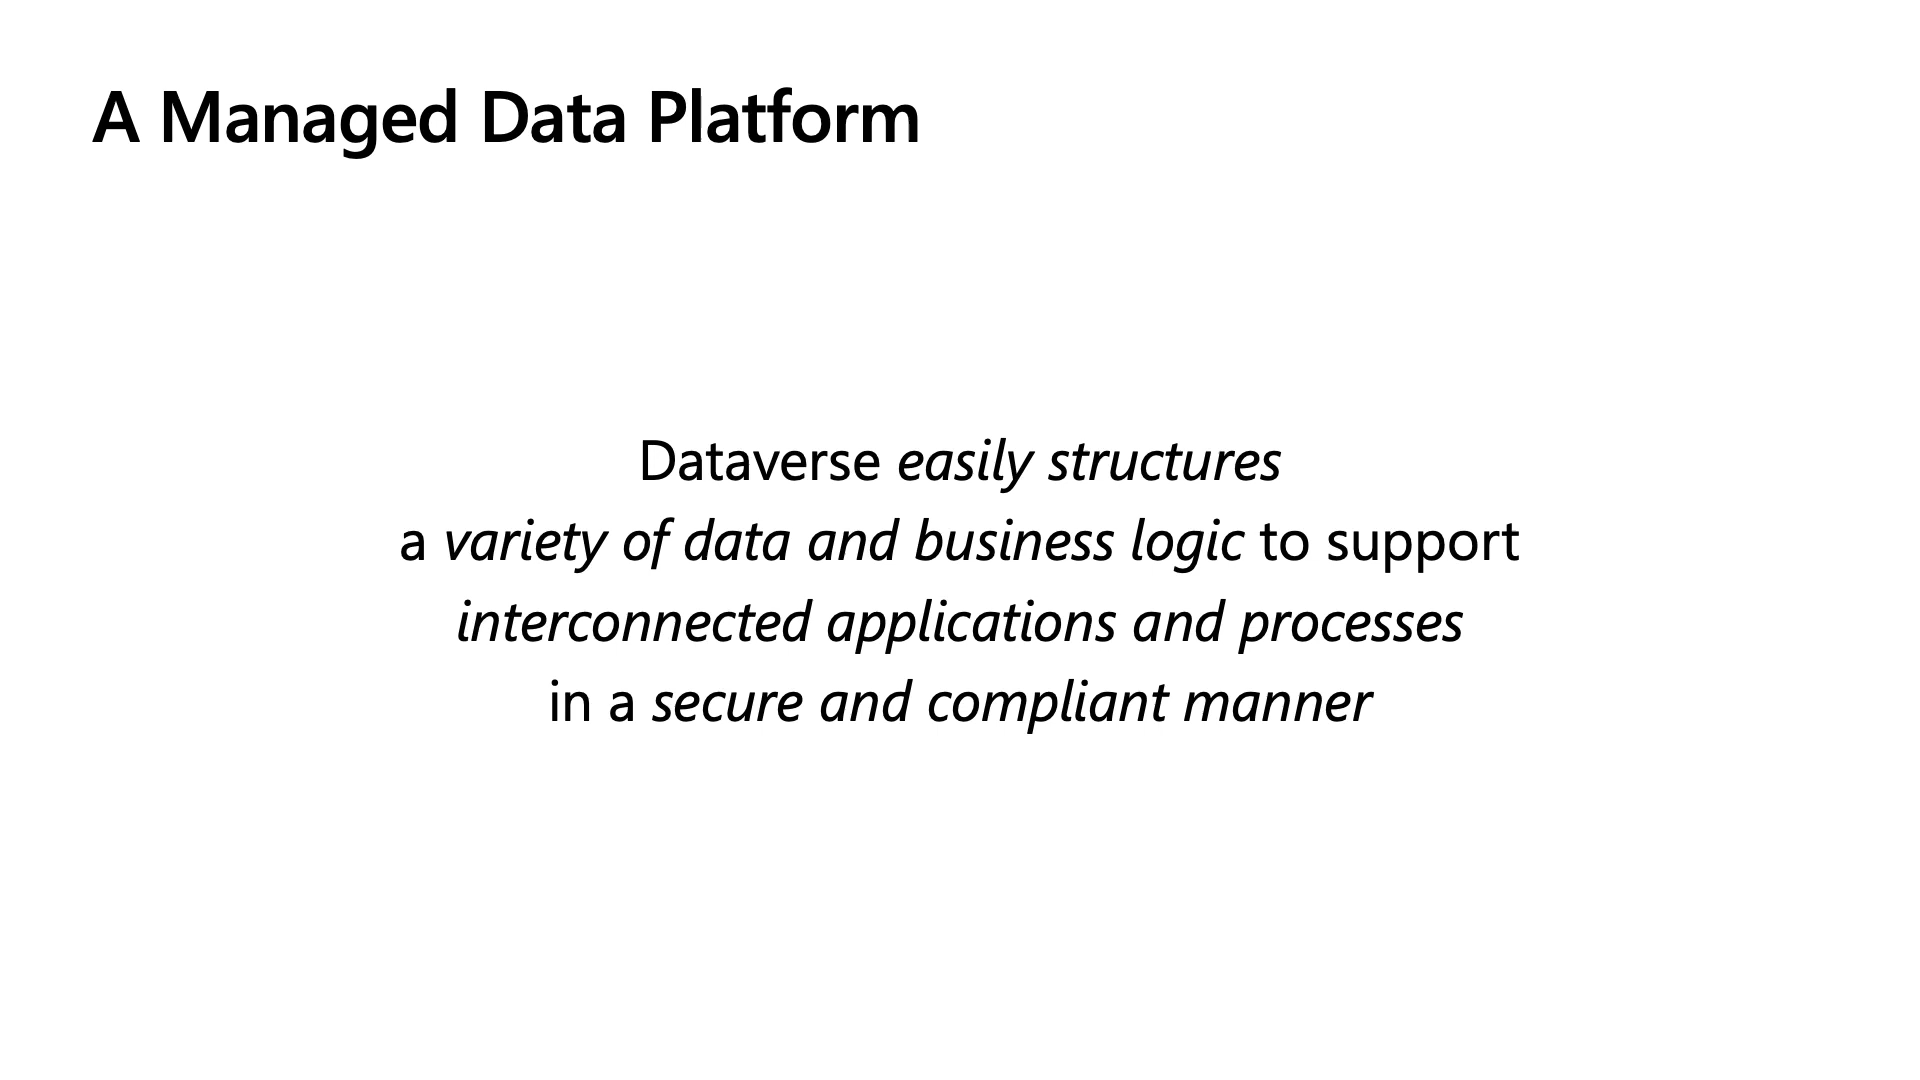 A Managed Data Platform
Dataverse easily structures
a variety of data and business logic to support
interconnected applications and processes
in a secure and compliant manner